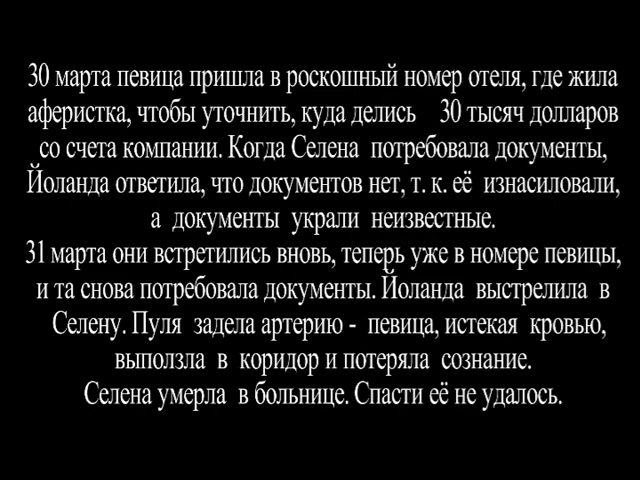 30 марта певица пришла в роскошный номер отеля, где жила
аферистка, чтобы уточнить, куда делись 30 тысяч долларов
со счета компании. Когда Селена потребовала документы,
Йоланда ответила, что документов нет, т. к. её изнасиловали,
а документы украли неизвестные.
31 марта они встретились вновь, теперь уже в номере певицы,
и та снова потребовала документы. Йоланда выстрелила в
Селену. Пуля задела артерию - певица, истекая кровью,
выползла в коридор и потеряла сознание.
Селена умерла в больнице. Спасти её не удалось.